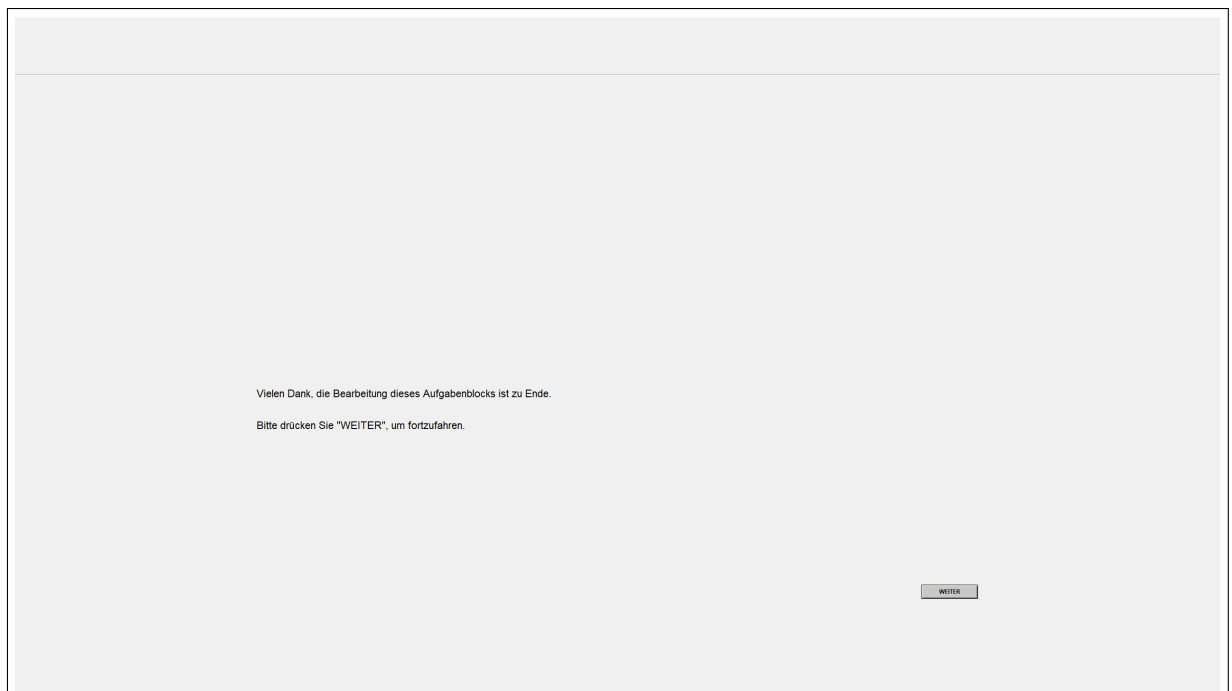 Vielen Dank, die Bearbeitung dieses Aufgabenblocks ist zu Ende.
Bitte drücken Sie "WEITER", um fortzufahren.
WEITER